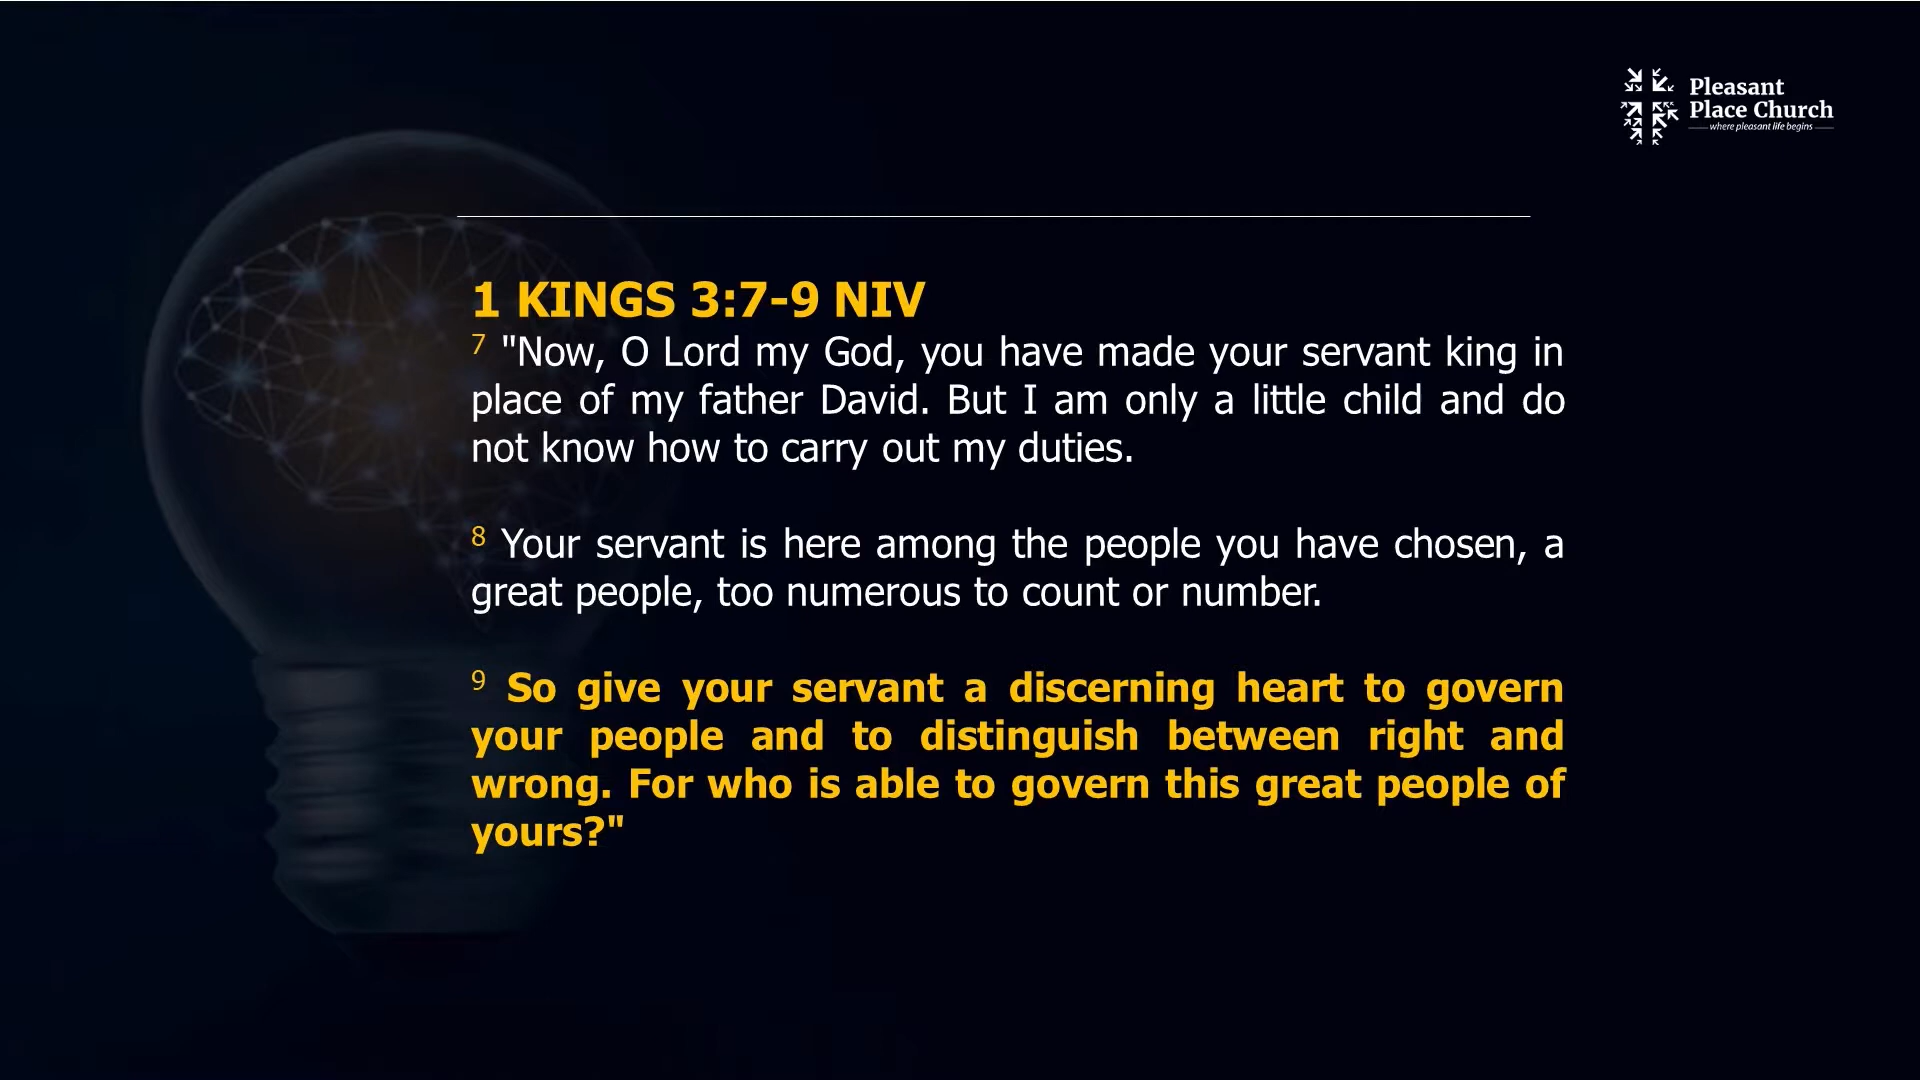 Pleasant
Place Church
where pleasant life begins
1 KINGS 3:7-9 NIV
7 "Now, O Lord my God, you have made your servant king in
place of my father David. But I am only a little child and do
not know how to carry out my duties.
8 Your servant is here among the people you have chosen, a
great people, too numerous to count or number.
9 So give your servant a discerning heart to govern
your people and to distinguish between right and
wrong. For who is able to govern this great people of
yours?"